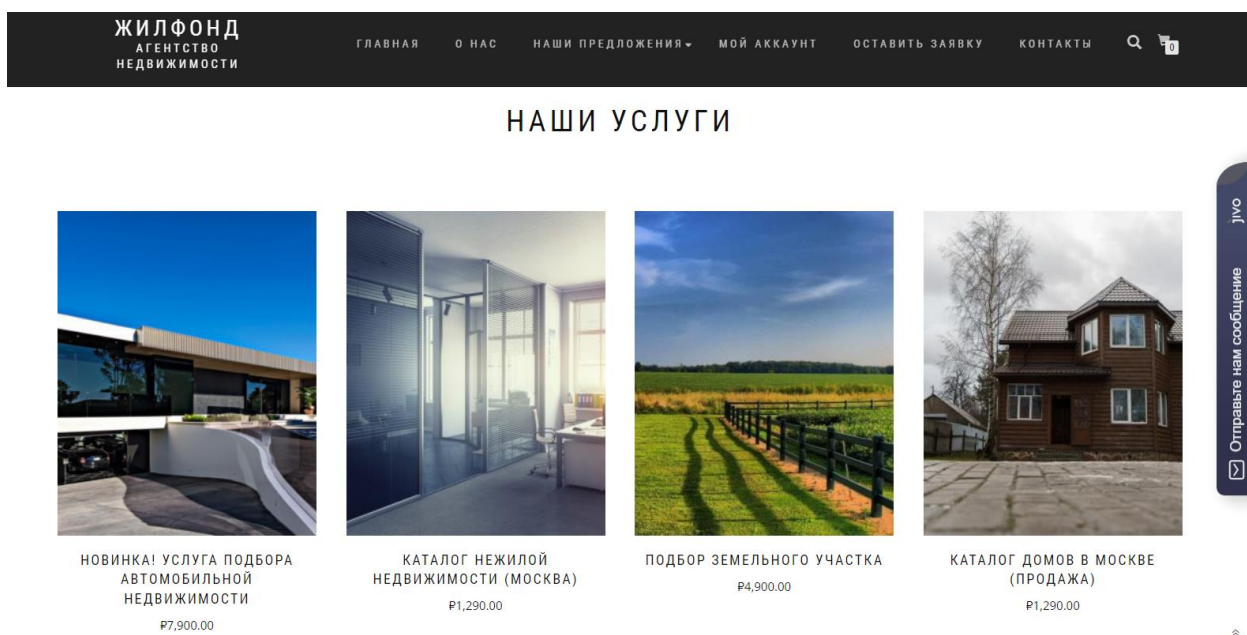 ЖИЛФОНД
АГЕНТСТВО
НЕДВИЖИМОСТИ
ГЛАВНАЯ О НАС НАШИ ПРЕДЛОЖЕНИЯ МОЙ АККАУНТ ОСТАВИТЬ ЗАЯВКУ КОНТАКТЫ 0
НАШИ УСЛУГИ
НОВИНКА! УСЛУГА ПОДБОРА
АВТОМОБИЛЬНОЙ
НЕДВИЖИМОСТИ
₽7,900.00
КАТАЛОГ НЕЖИЛОЙ
НЕДВИЖИМОСТИ (МОСКВА)
₽1,290.00
ПОДБОР ЗЕМЕЛЬНОГО УЧАСТКА
₽4,900.00
КАТАЛОГ ДОМОВ В МОСКВЕ
(ПРОДАЖА)
₽1,290.00
Отправьте нам сообщение jivo